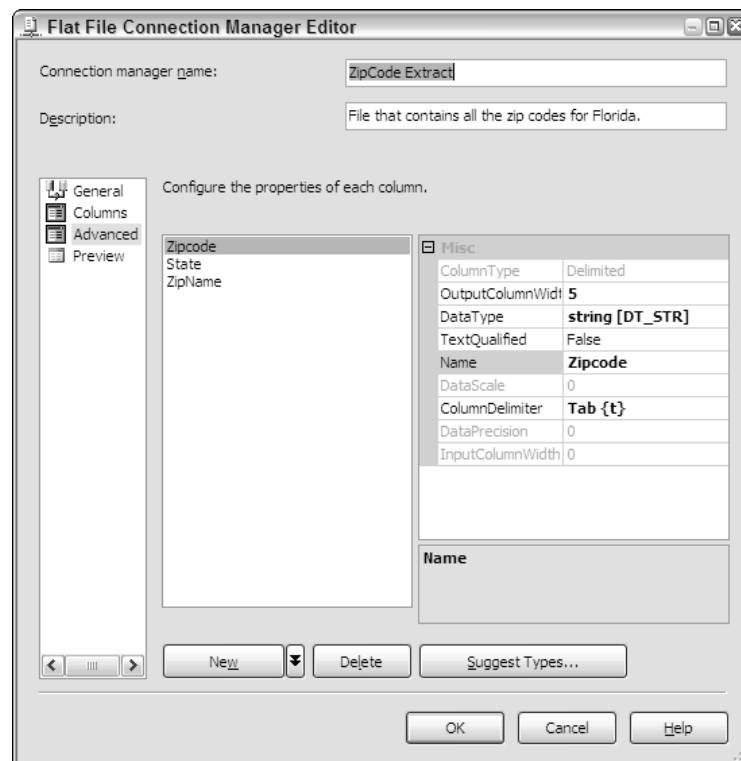 Flat File Connection Manager Editor
Connection manager name:
ZipCode Extract
Description:
File that contains all the zip codes for Florida.
General
Columns
Advanced
Preview
Configure the properties of each column.
Zipcode
State
ZipName
Misc
ColumnType Delimited
OutputColumnWidt 5
DataType string [DT_STR]
TextQualified False
Name Zipcode
DataScale 0
ColumnDelimiter Tab {t}
DataPrecision 0
InputColumnWidth 0
Name
New
Delete
Suggest Types...
OK
Cancel
Help